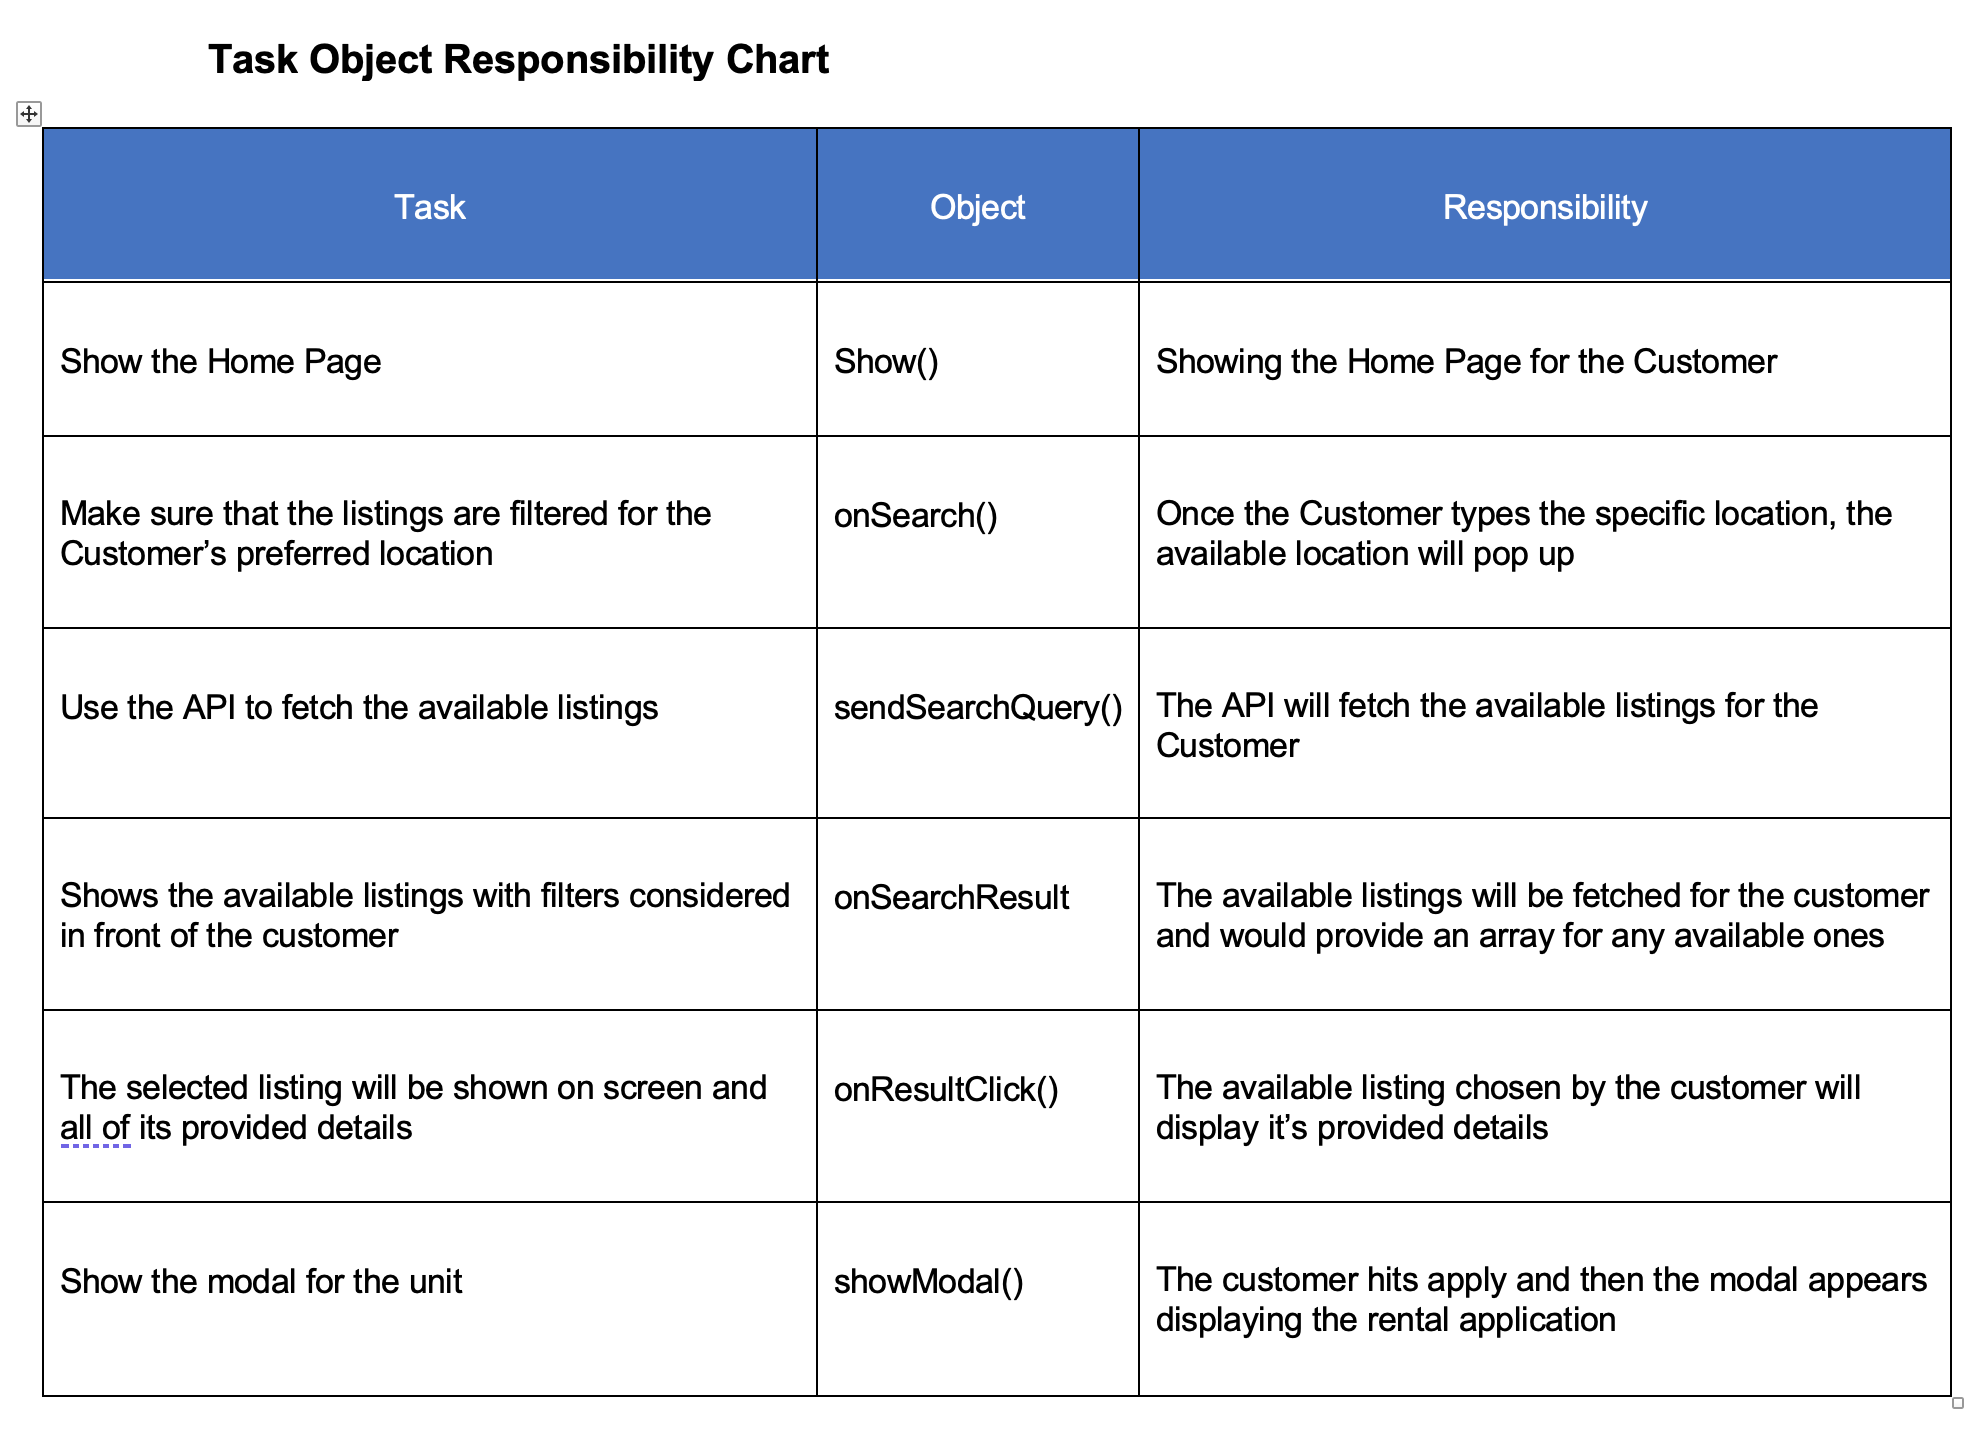 Task Object Responsibility Chart
Task
Object
Responsibility
Show the Home Page
Show()
Showing the Home Page for the Customer
Make sure that the listings are filtered for the
Customer’s preferred location
onSearch()
Once the Customer types the specific location, the
available location will pop up
Use the API to fetch the available listings
sendSearchQuery()
The API will fetch the available listings for the
Customer
Shows the available listings with filters considered
in front of the customer
onSearchResult
The available listings will be fetched for the customer
and would provide an array for any available ones
The selected listing will be shown on screen and
all of its provided details
onResultClick()
The available listing chosen by the customer will
display it’s provided details
Show the modal for the unit
showModal()
The customer hits apply and then the modal appears
displaying the rental application